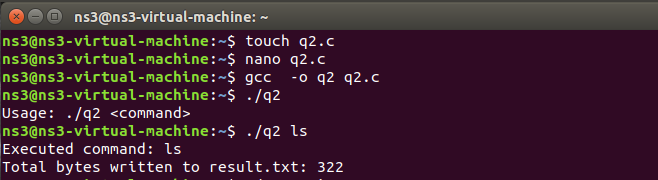 ns3@ns3-virtual-machine: ~
ns3@ns3-virtual-machine:~$ touch q2.c
ns3@ns3-virtual-machine:~$ nano q2.c
ns3@ns3-virtual-machine:~$ gcc  -o q2 q2.c
ns3@ns3-virtual-machine:~$ ./q2
Usage: ./q2 <command>
ns3@ns3-virtual-machine:~$ ./q2 ls
Executed command: ls
Total bytes written to result.txt: 322